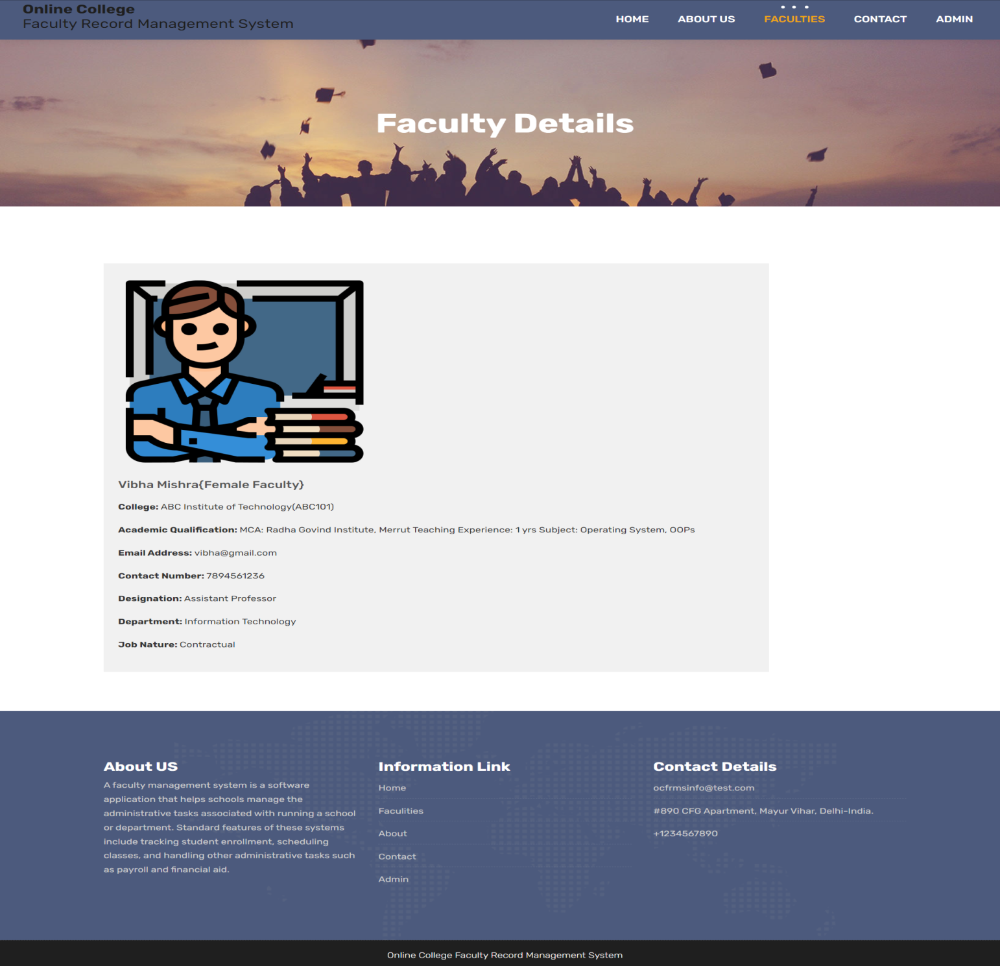 Online College
Faculty Record Management System
HOME
ABOUT US
FACULTIES
CONTACT
ADMIN
Faculty Details
Vibha Mishra{Female Faculty}
College: ABC Institute of Technology(ABC101)
Academic Qualification: MCA: Radha Govind Institute, Merrut Teaching Experience: 1 yrs Subject: Operating System, OOPs
Email Address: vibha@gmail.com
Contact Number: 7894561236
Designation: Assistant Professor
Department: Information Technology
Job Nature: Contractual
About US
A faculty management system is a software
application that helps schools manage the
administrative tasks associated with running a school
or department. Standard features of these systems
include tracking student enrollment, scheduling
classes, and handling other administrative tasks such
as payroll and financial aid.
Information Link
Home
Faculities
About
Contact
Admin
Contact Details
ocfrmsinfo@test.com
#890 CFG Apartment, Mayur Vihar, Delhi-India.
+1234567890
Online College Faculty Record Management System